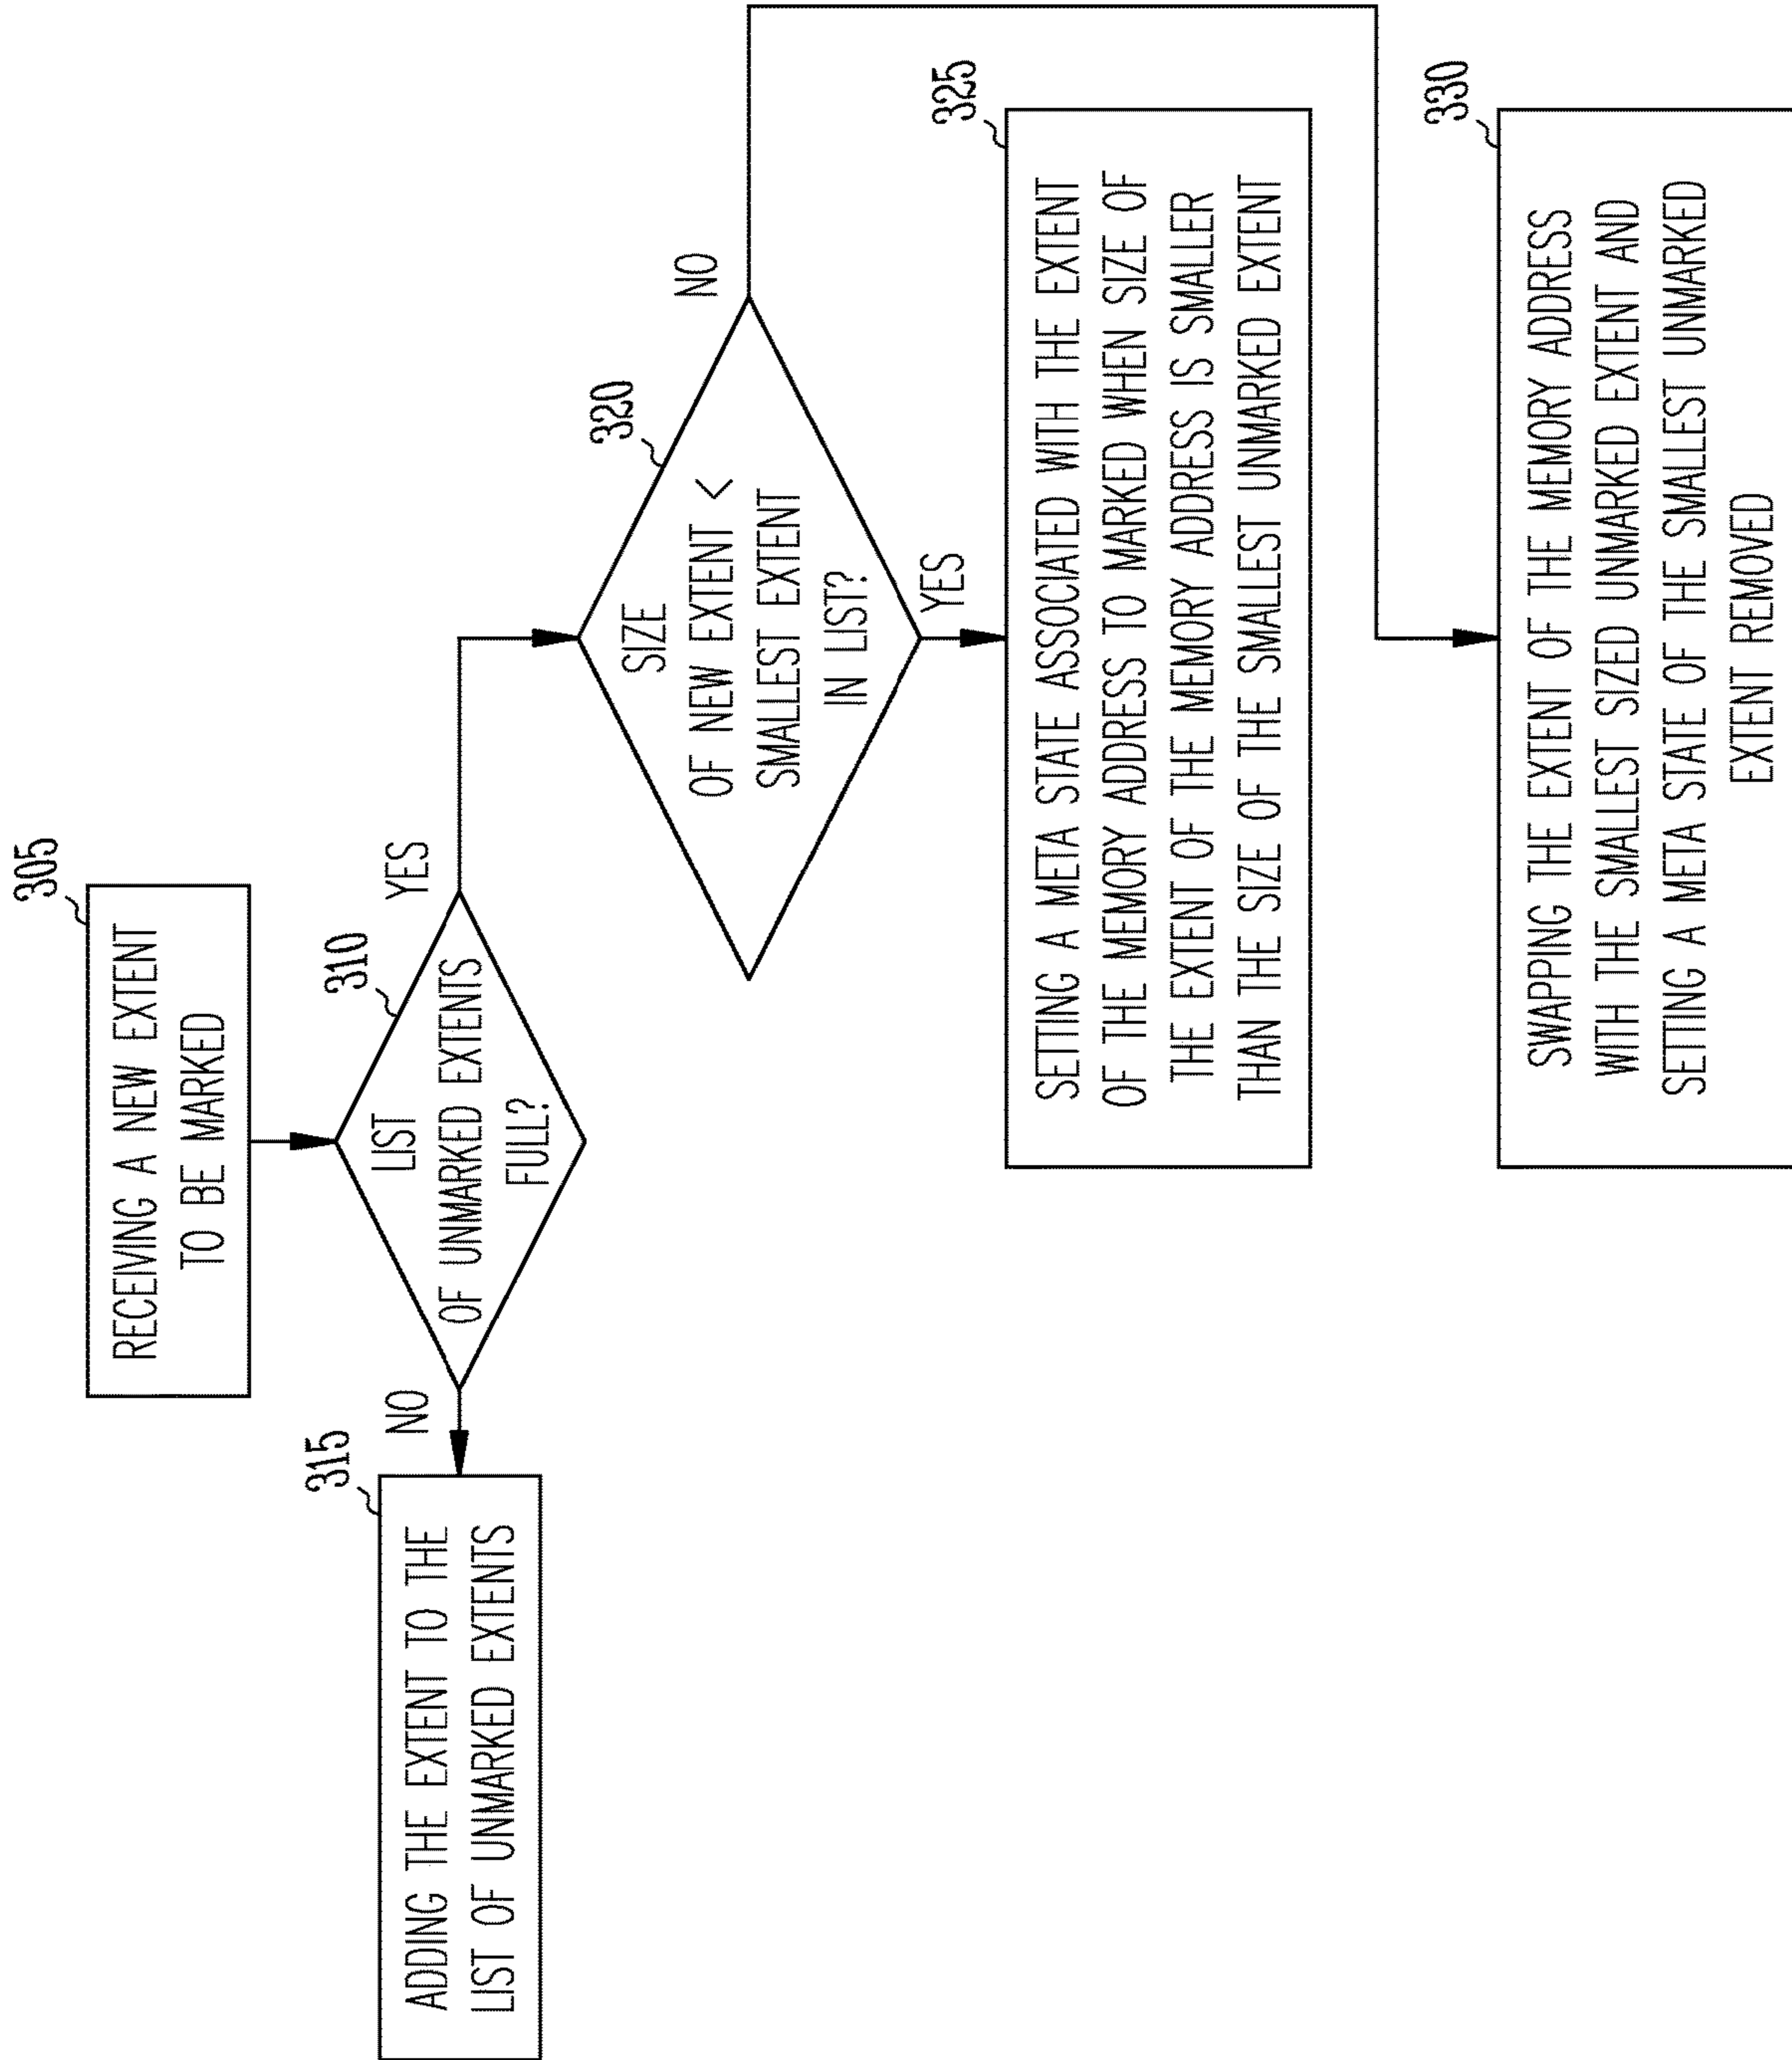 305
RECEIVING A NEW EXTENT
TO BE MARKED
310
LIST
OF UNMARKED EXTENTS
FULL?
NO
YES
315
ADDING THE EXTENT TO THE
LIST OF UNMARKED EXTENTS
320
SIZE
OF NEW EXTENT <
SMALLEST EXTENT
IN LIST?
NO
YES
325
SETTING A META STATE ASSOCIATED WITH THE EXTENT
OF THE MEMORY ADDRESS TO MARKED WHEN SIZE OF
THE EXTENT OF THE MEMORY ADDRESS IS SMALLER
THAN THE SIZE OF THE SMALLEST UNMARKED EXTENT
330
SWAPPING THE EXTENT OF THE MEMORY ADDRESS
WITH THE SMALLEST SIZED UNMARKED EXTENT AND
SETTING A META STATE OF THE SMALLEST UNMARKED
EXTENT REMOVED